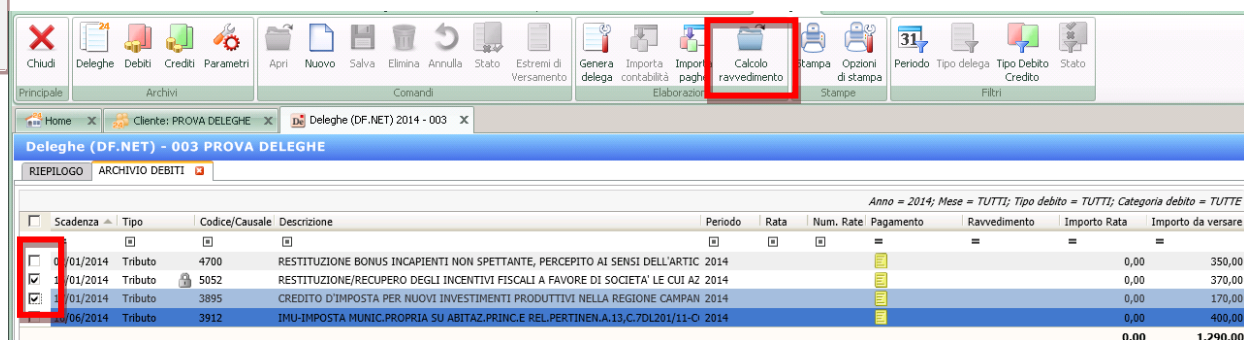 24
31
Chiudi Deleghe Debiti Crediti Parametri Apri Nuovo Salva Elimina Annulla Stato Estremi di Versamento Genera delega Importa contabilità Importa paghe Calcolo ravvedimento Stampa Opzioni di stampa Periodo Tipo delega Tipo Debito Credito Stato
Principale Archivi Comandi Elaborazioni Stampe Filtri
Home X Cliente: PROVA DELEGHE X De Deleghe (DF.NET) 2014 - 003 X
Deleghe (DF.NET) - 003 PROVA DELEGHE
RIEPILOGO ARCHIVIO DEBITI
Anno = 2014; Mese = TUTTI; Tipo debito = TUTTI; Categoria debito = TUTTE
Scadenza Tipo Codice/Causale Descrizione Periodo Rata Num. Rate Pagamento Ravvedimento Importo Rata Importo da versare
= = = = =
/01/2014 Tributo 4700 RESTITUZIONE BONUS INCAPIENTI NON SPETTANTE, PERCEPITO AI SENSI DELL'ARTIC 2014 0,00 350,00
/01/2014 Tributo 5052 RESTITUZIONE/RECUPERO DEGLI INCENTIVI FISCALI A FAVORE DI SOCIETA' LE CUI AZ 2014 0,00 370,00
/01/2014 Tributo 3895 CREDITO D'IMPOSTA PER NUOVI INVESTIMENTI PRODUTTIVI NELLA REGIONE CAMPAN 2014 0,00 170,00
/06/2014 Tributo 3912 IMU-IMPOSTA MUNIC.PROPRIA SU ABITAZ.PRINC.E REL.PERTINEN.A.13,C.7DL201/11-C 2014 0,00 400,00
0,00 1.290,00